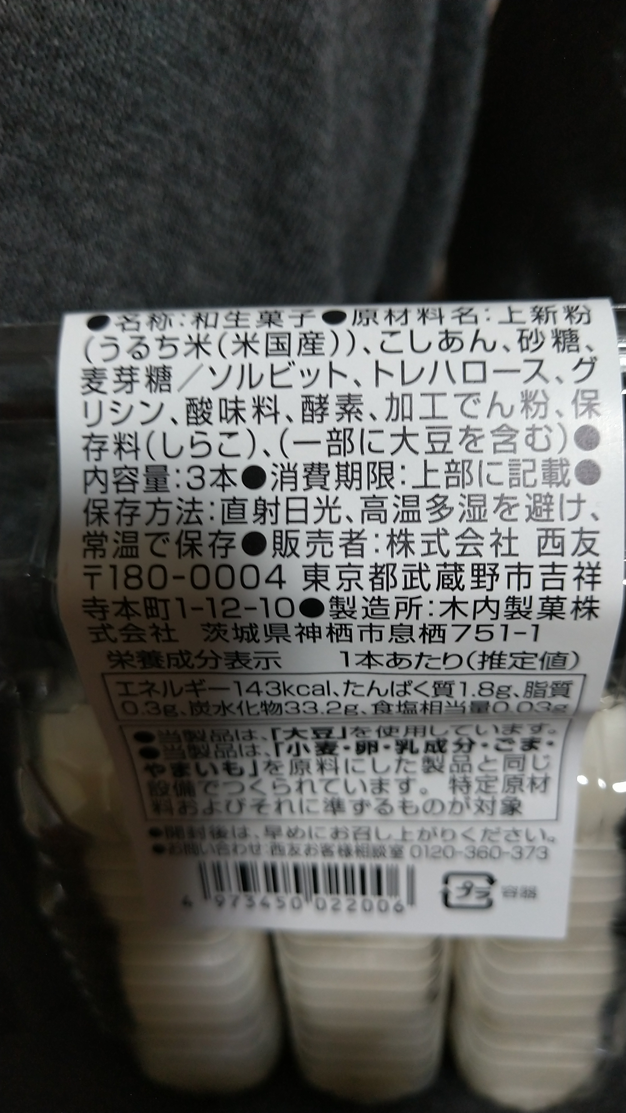 ●名称:和生菓子●原材料名:上新粉
(うるち米(米国産))、こしあん、砂糖、
麦芽糖/ソルビット、トレハロース、グ
リシン、酸味料、酵素、加工でん粉、保
存料(しらこ)、(一部に大豆を含む)●
内容量:3本●消費期限:上部に記載●
保存方法:直射日光、高温多湿を避け、
常温で保存●販売者:株式会社 西友
〒180-0004 東京都武蔵野市吉祥
寺本町1-12-10●製造所:木内製菓株
式会社 茨城県神栖市息栖751-1
栄養成分表示 1本あたり(推定値)
エネルギー143kcal、たんぱく質1.8g、脂質
0.3g、炭水化物33.2g、食塩相当量0.03g
●当製品は、「大豆」を使用しています。
●当製品は、「小麦・卵・乳成分・ごま・
やまいも」を原料にした製品と同じ
設備でつくられています。 特定原材
料およびそれに準ずるものが対象
●開封後は、早めにお召し上がりください。
●お問い合わせ 西友お客様相談室 0120-360-373
4 973450 022006
プラ 容器